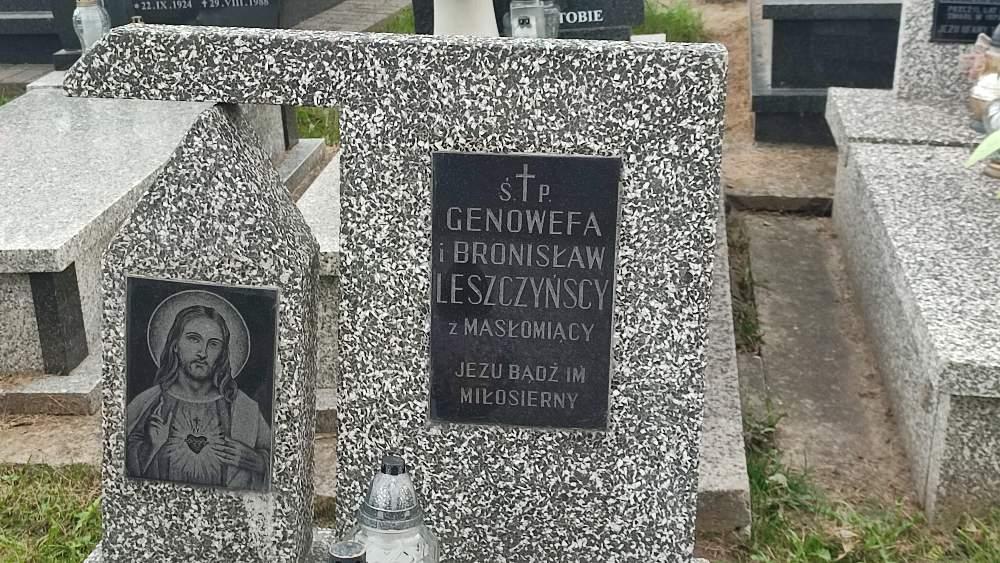 22.IX.1924 + 29.VIII.1988
TOBIE
Ś. P.
GENOWEFA
i BRONISŁAW
LESZCZYŃSCY
z MASŁOMIĄCY
JEZU BĄDŹ IM
MIŁOSIERNY